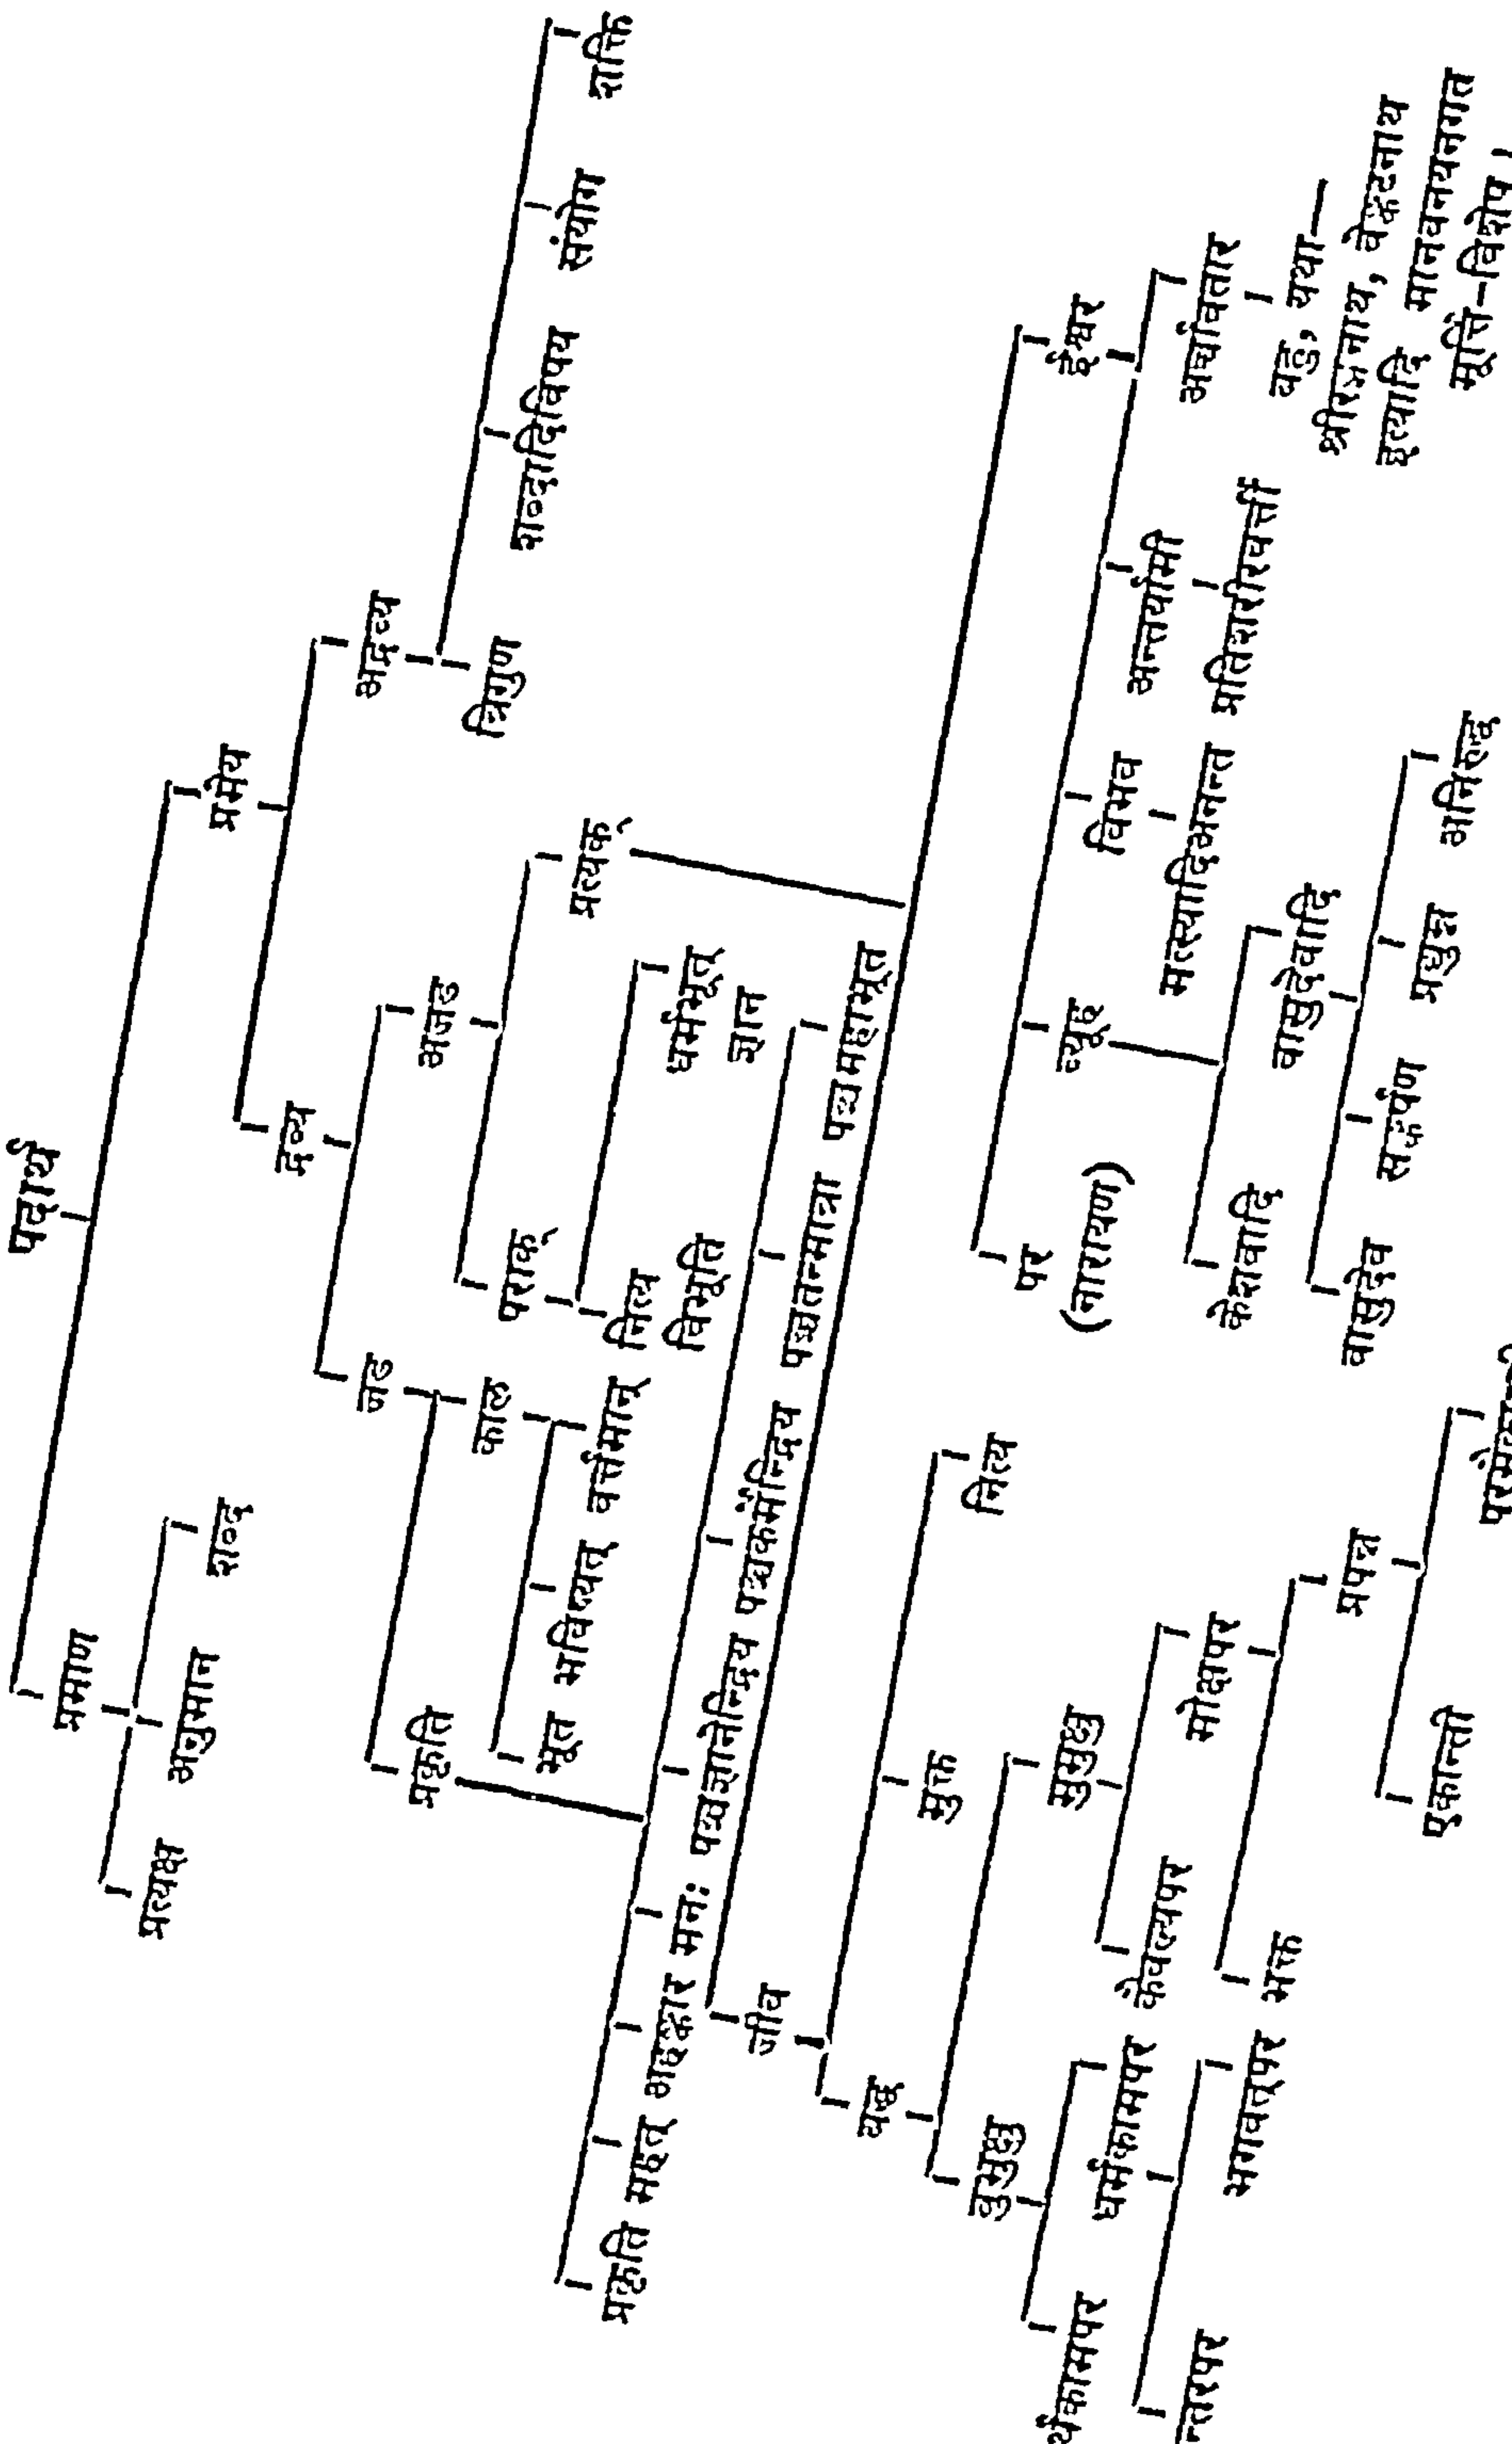 पदार्थ
प्रमाण
प्रमेय
प्रत्यक्ष अनुमान शब्द
द्रव्य
अद्रव्य
जड
अजड
त्रिगुण शब्दादिविषय संयोग शक्ति
प्रकृति
काल
पराक्
प्रत्यक्
भूत भविष्यत् वर्त्तमान्
नित्य
विभूति
धर्मभूत्
ज्ञान
प्रकृति महत् अहङ्कार मनः पञ्चज्ञानेन्द्रिय पञ्चकर्मेन्द्रिय पञ्चतन्मात्रा पञ्चमहाभूत
जीव
ईश्वर
बद्ध
मुक्त
नित्य
पर
(नारायण)
व्यूह
विभव
अन्तर्यामी
अर्चावतार
मत्स्यादिअनन्त
प्रतिशरीरवर्त्ती
बहु, यथा—
श्रीरङ्गनाथ, वेङ्कटनाथ
इत्यादि मानवनयनगत
मूर्त्ति-विशेष।
बुभुक्षु
मुमुक्षु
केशवादि
वासुदेवादि
र्थकामपर
धर्मकामपर
कैवल्यपर
मोक्षपर
वासुदेव सङ्कर्षण प्रद्युम्न अनिरुद्ध
न्तरपर
भगवत्पर
भक्त
प्रपन्न
एकान्ती